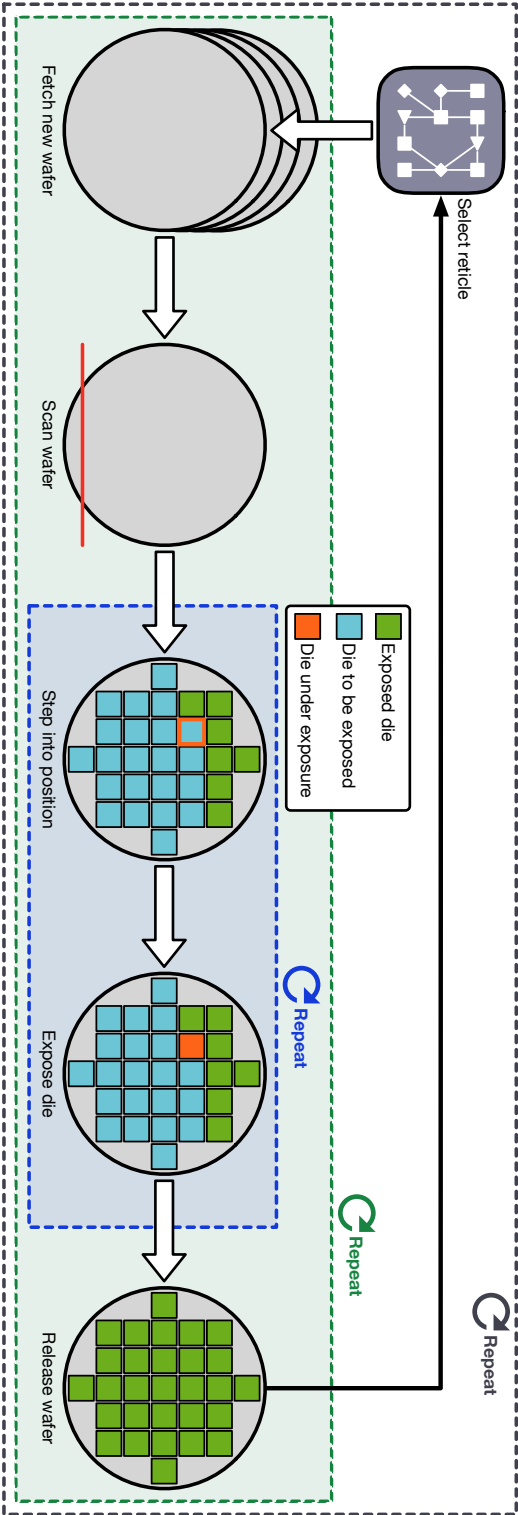 Select reticle
Repeat
Repeat
Exposed die
Die to be exposed
Die under exposure
Repeat
Fetch new wafer
Scan wafer
Step into position
Expose die
Release wafer